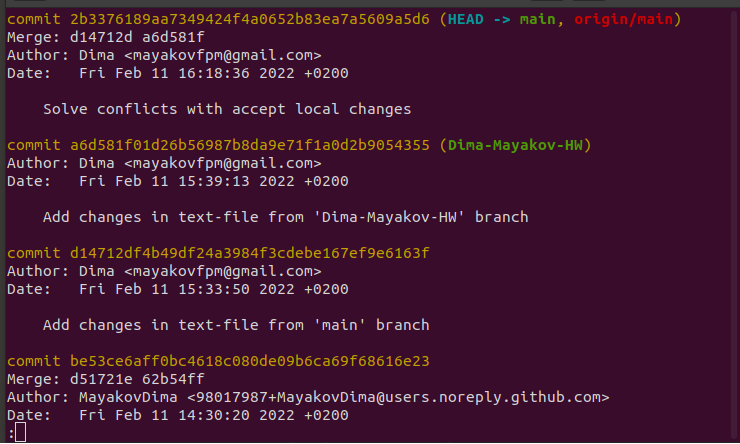 commit 2b3376189aa7349424f4a0652b83ea7a5609a5d6 (HEAD -> main, origin/main)
Merge: d14712d a6d581f
Author: Dima <mayakovfpm@gmail.com>
Date:   Fri Feb 11 16:18:36 2022 +0200
    Solve conflicts with accept local changes
commit a6d581f01d26b56987b8da9e71f1a0d2b9054355 (Dima-Mayakov-HW)
Author: Dima <mayakovfpm@gmail.com>
Date:   Fri Feb 11 15:39:13 2022 +0200
    Add changes in text-file from 'Dima-Mayakov-HW' branch
commit d14712df4b49df24a3984f3cdebe167ef9e6163f
Author: Dima <mayakovfpm@gmail.com>
Date:   Fri Feb 11 15:33:50 2022 +0200
    Add changes in text-file from 'main' branch
commit be53ce6aff0bc4618c080de09b6ca69f68616e23
Merge: d51721e 62b54ff
Author: MayakovDima <98017987+MayakovDima@users.noreply.github.com>
Date:   Fri Feb 11 14:30:20 2022 +0200
: